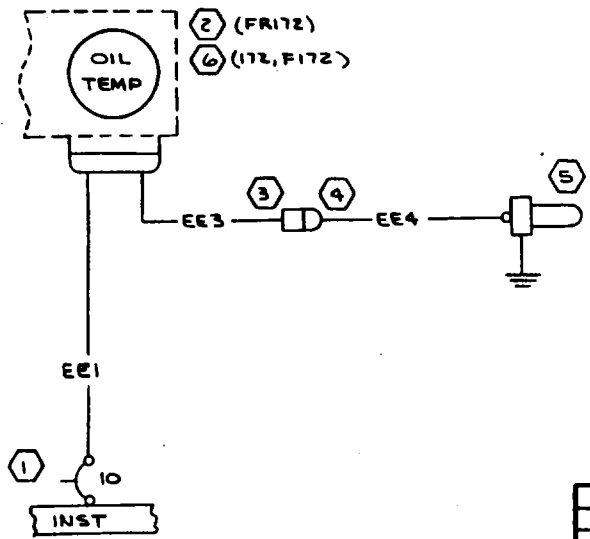 2 (FR172)
OIL
TEMP
6 (172, F172)
3
4
5
EE3
EE4
EE1
1
10
INST